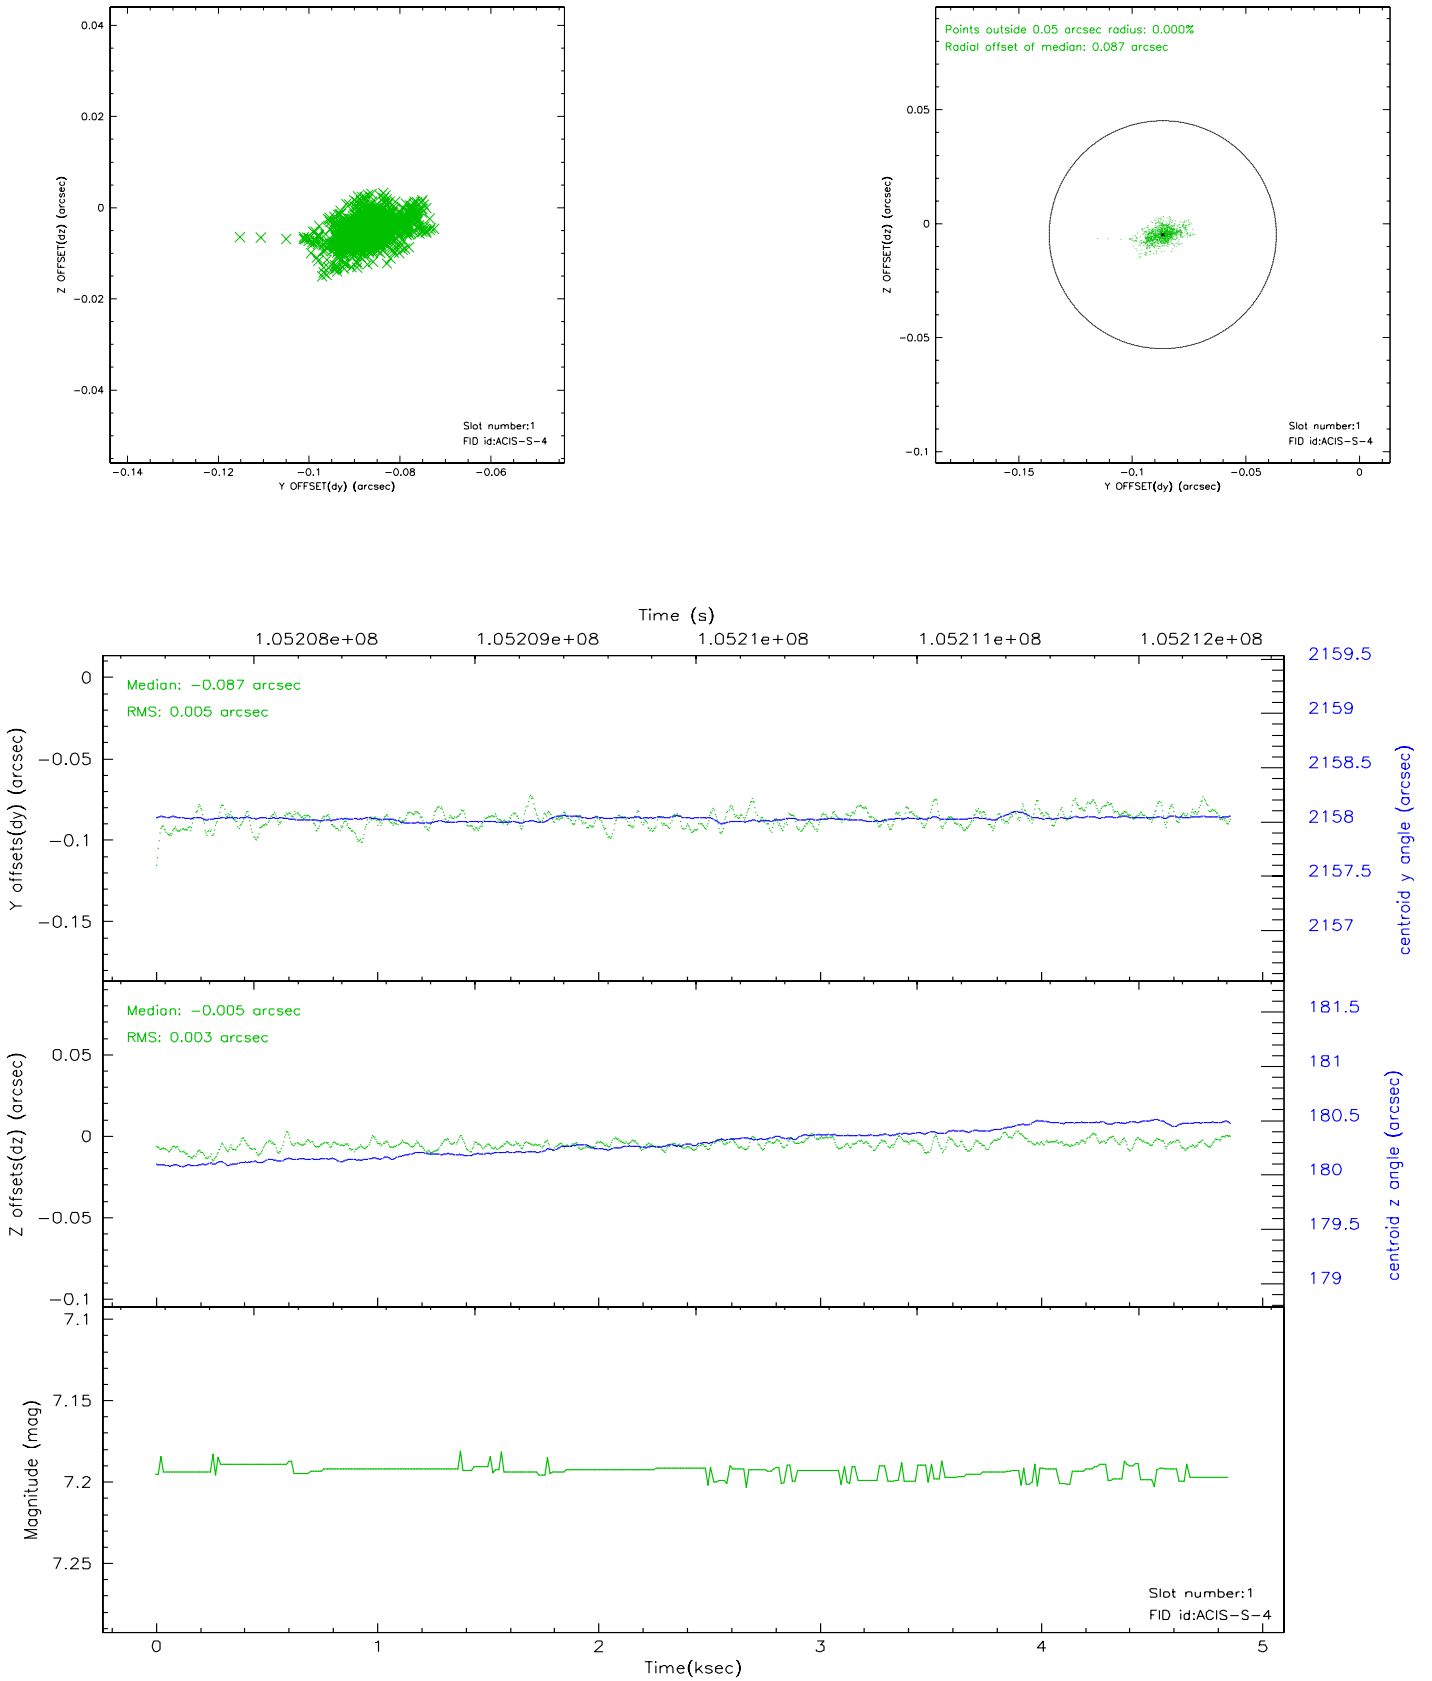 0.04
0.02
0
−0.02
−0.04
Z OFFSET(dz) (arcsec)
Slot number:1
FID id:ACIS−S−4
−0.14 −0.12 −0.1 −0.08 −0.06
Y OFFSET(dy) (arcsec)
Points outside 0.05 arcsec radius: 0.000%
Radial offset of median: 0.087 arcsec
0.05
0
−0.05
−0.1
Z OFFSET(dz) (arcsec)
Slot number:1
FID id:ACIS−S−4
−0.15 −0.1 −0.05 0
Y OFFSET(dy) (arcsec)
Time (s)
1.05208e+08 1.05209e+08 1.0521e+08 1.05211e+08 1.05212e+08
Median: −0.087 arcsec
RMS: 0.005 arcsec
0
−0.05
−0.1
−0.15
Y offsets(dy) (arcsec)
2159.5
2159
2158.5
2158
2157.5
2157
centroid y angle (arcsec)
Median: −0.005 arcsec
RMS: 0.003 arcsec
0.05
0
−0.05
−0.1
Z offsets(dz) (arcsec)
181.5
181
180.5
180
179.5
179
centroid z angle (arcsec)
7.1
7.15
7.2
7.25
Magnitude (mag)
Slot number:1
FID id:ACIS−S−4
0 1 2 3 4 5
Time(ksec)